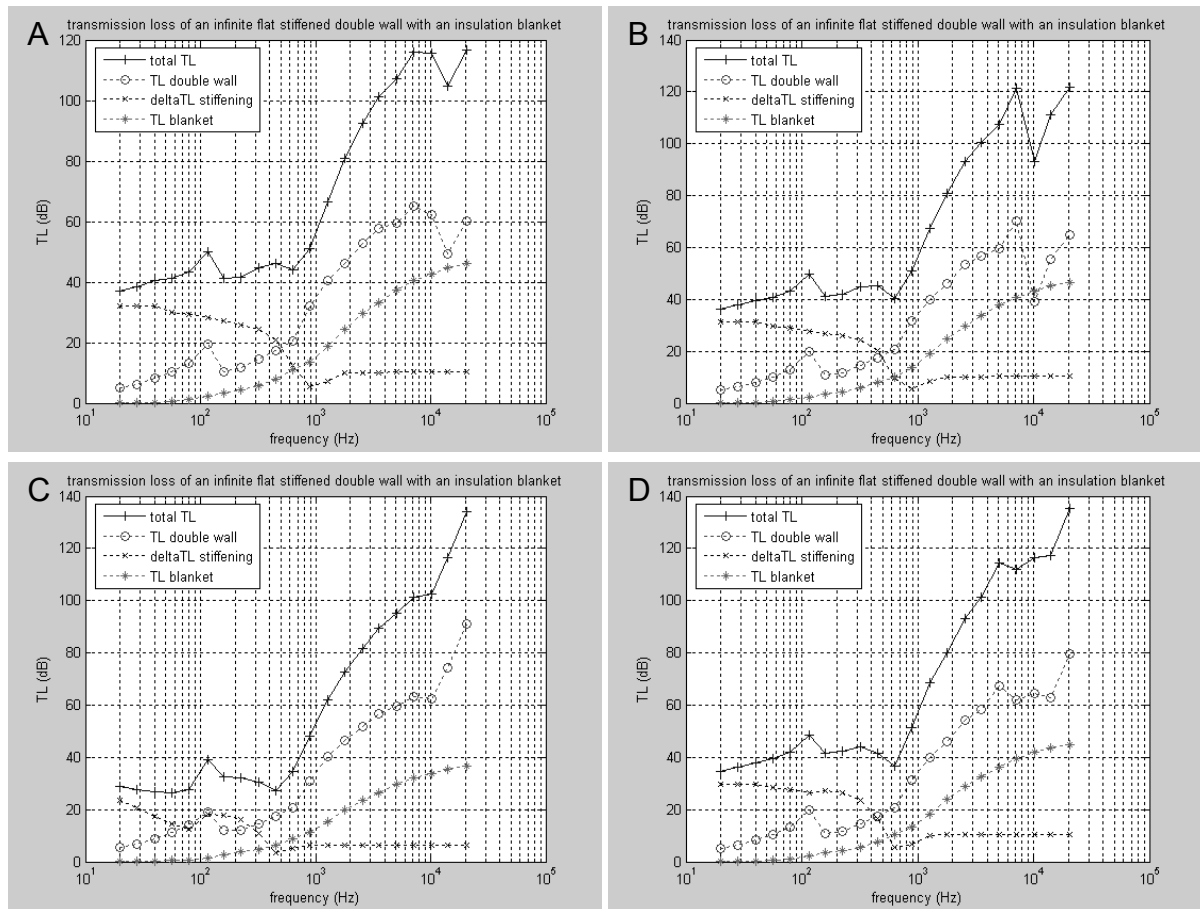 A
transmission loss of an infinite flat stiffened double wall with an insulation blanket
120
100
80
60
40
20
0
TL (dB)
total TL
TL double wall
deltaTL stiffening
TL blanket
10^1
10^2
10^3
10^4
10^5
frequency (Hz)
B
transmission loss of an infinite flat stiffened double wall with an insulation blanket
140
120
100
80
60
40
20
0
TL (dB)
total TL
TL double wall
deltaTL stiffening
TL blanket
10^1
10^2
10^3
10^4
10^5
frequency (Hz)
C
transmission loss of an infinite flat stiffened double wall with an insulation blanket
140
120
100
80
60
40
20
0
TL (dB)
total TL
TL double wall
deltaTL stiffening
TL blanket
10^1
10^2
10^3
10^4
10^5
frequency (Hz)
D
transmission loss of an infinite flat stiffened double wall with an insulation blanket
140
120
100
80
60
40
20
0
TL (dB)
total TL
TL double wall
deltaTL stiffening
TL blanket
10^1
10^2
10^3
10^4
10^5
frequency (Hz)